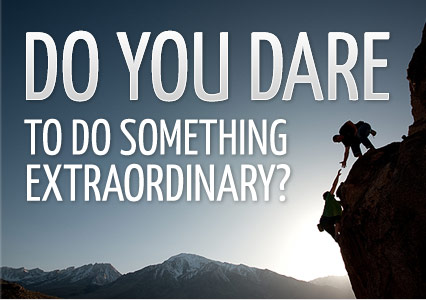 DO YOU DARE
TO DO SOMETHING
EXTRAORDINARY?